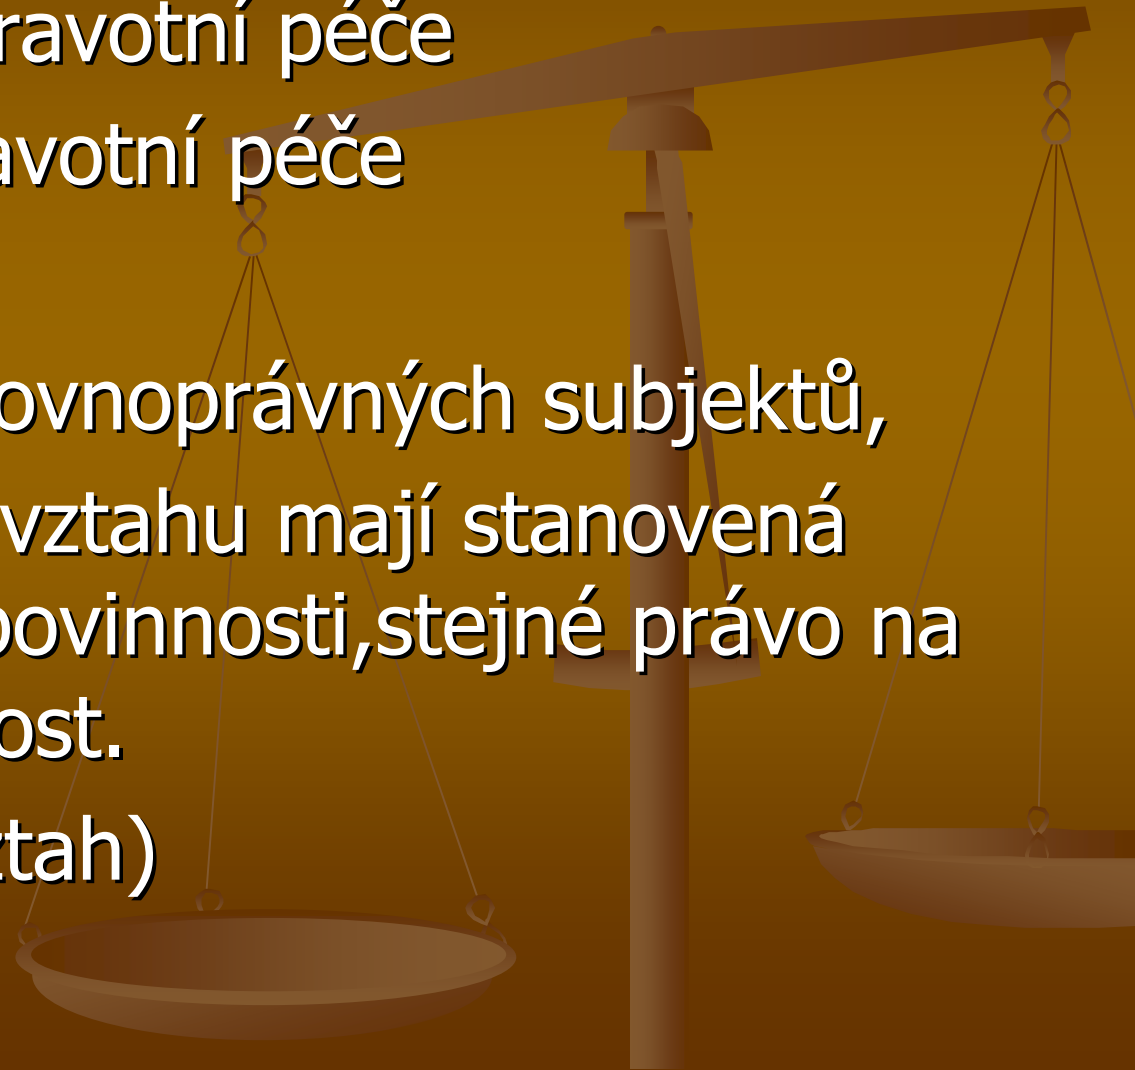 ravotní péče
avotní péče
ovnoprávných subjektů,
vztahu mají stanovená
povinnosti,stejné právo na
ost.
ztah)